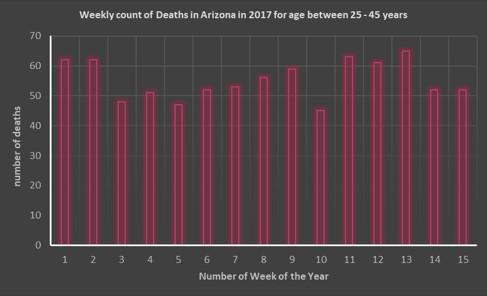 Weekly count of Deaths in Arizona in 2017 for age between 25 - 45 years
70
60
50
40
30
20
10
0
number of deaths
1 2 3 4 5 6 7 8 9 10 11 12 13 14 15
Number of Week of the Year